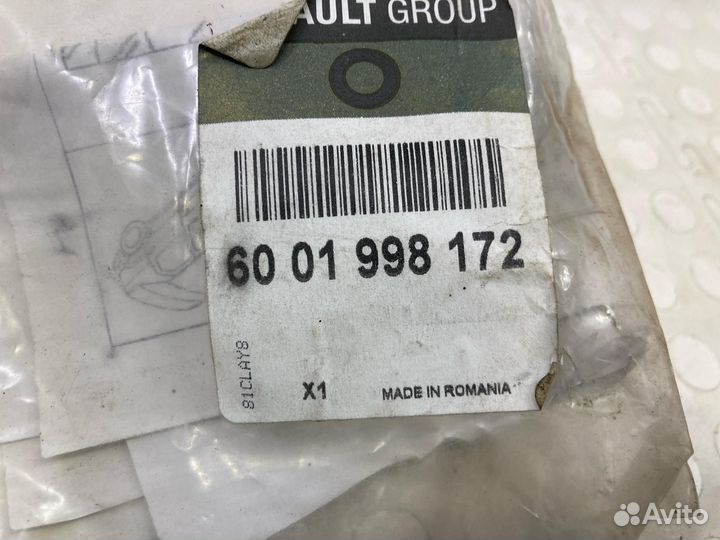 AULT GROUP
60 01 998 172
81CLAY8
X1
MADE IN ROMANIA
Avito